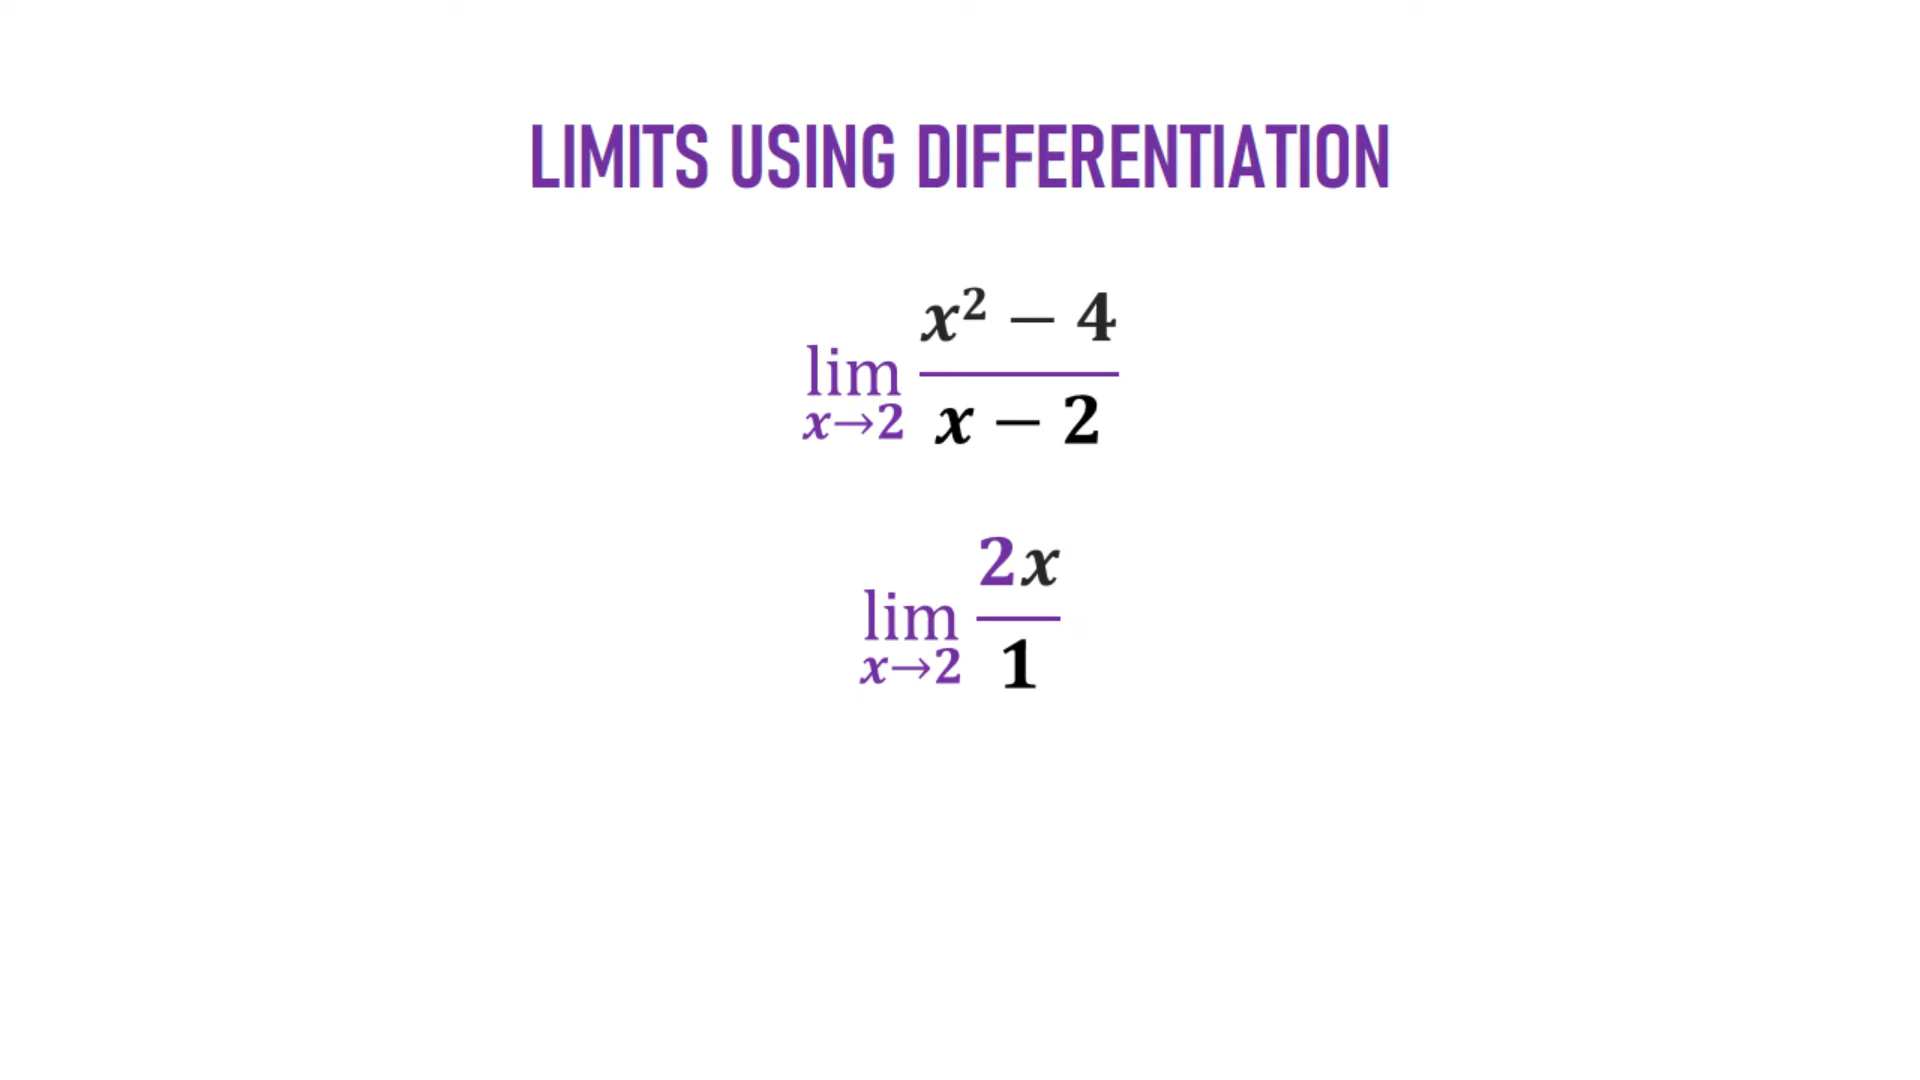 LIMITS USING DIFFERENTIATION
lim x→2 x² − 4 / x − 2
lim x→2 2x / 1